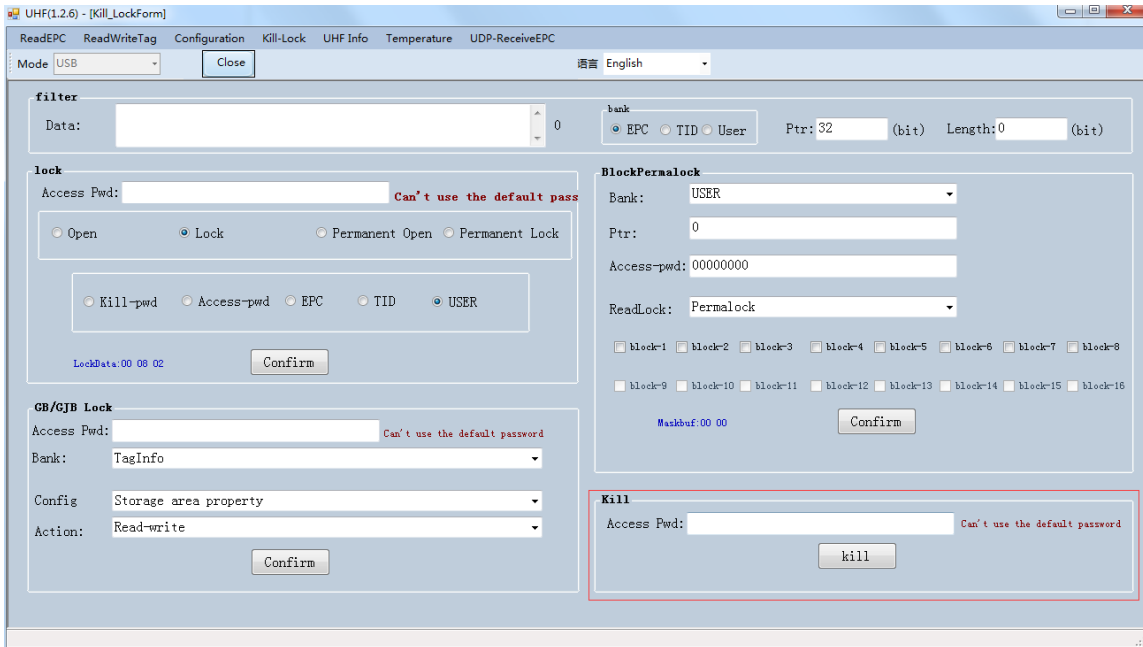 UHF(1.2.6) - [Kill_LockForm]
ReadEPC ReadWriteTag Configuration Kill-Lock UHF Info Temperature UDP-ReceiveEPC
Mode USB Close 语言 English
filter
Data: 0
bank
EPC TID User Ptr: 32 (bit) Length: 0 (bit)
lock
Access Pwd: Can't use the default pass
Open Lock Permanent Open Permanent Lock
Kill-pwd Access-pwd EPC TID USER
LockData:00 08 02 Confirm
BlockPermalock
Bank: USER
Ptr: 0
Access-pwd: 00000000
ReadLock: Permalock
block-1 block-2 block-3 block-4 block-5 block-6 block-7 block-8
block-9 block-10 block-11 block-12 block-13 block-14 block-15 block-16
Maskbuf:00 00 Confirm
GB/GJB Lock
Access Pwd: Can't use the default password
Bank: TagInfo
Config Storage area property
Action: Read-write
Confirm
Kill
Access Pwd: Can't use the default password
kill